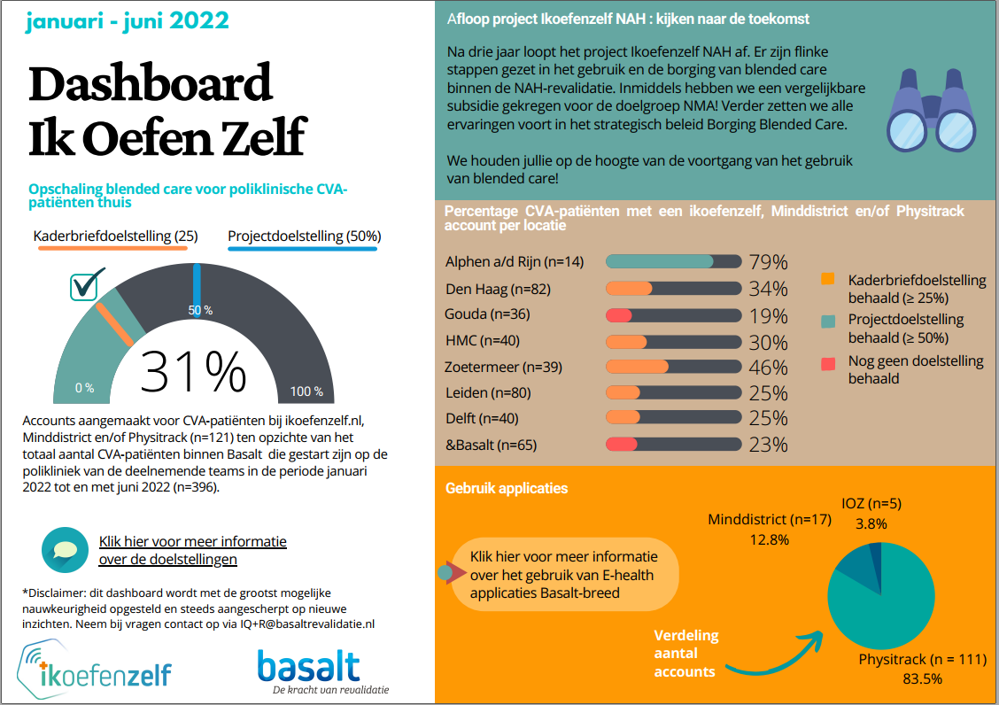 januari - juni 2022
Dashboard
Ik Oefen Zelf
Opschaling blended care voor poliklinische CVA-
patiënten thuis
Kaderbriefdoelstelling (25)
Projectdoelstelling (50%)
50 %
31%
0 %
100 %
Accounts aangemaakt voor CVA-patiënten bij ikoefenzelf.nl,
Minddistrict en/of Physitrack (n=121) ten opzichte van het
totaal aantal CVA-patiënten binnen Basalt die gestart zijn op de
polikliniek van de deelnemende teams in de periode januari
2022 tot en met juni 2022 (n=396).
Klik hier voor meer informatie
over de doelstellingen
*Disclaimer: dit dashboard wordt met de grootst mogelijke
nauwkeurigheid opgesteld en steeds aangescherpt op nieuwe
inzichten. Neem bij vragen contact op via IQ+R@basaltrevalidatie.nl
ikoefenzelf
basalt
De kracht van revalidatie
Afloop project Ikoefenzelf NAH : kijken naar de toekomst
Na drie jaar loopt het project Ikoefenzelf NAH af. Er zijn flinke
stappen gezet in het gebruik en de borging van blended care
binnen de NAH-revalidatie. Inmiddels hebben we een vergelijkbare
subsidie gekregen voor de doelgroep NMA! Verder zetten we alle
ervaringen voort in het strategisch beleid Borging Blended Care.
We houden jullie op de hoogte van de voortgang van het gebruik
van blended care!
Percentage CVA-patiënten met een ikoefenzelf, Minddistrict en/of Physitrack
account per locatie
Alphen a/d Rijn (n=14) 79%
Den Haag (n=82) 34%
Gouda (n=36) 19%
HMC (n=40) 30%
Zoetermeer (n=39) 46%
Leiden (n=80) 25%
Delft (n=40) 25%
&Basalt (n=65) 23%
Kaderbriefdoelstelling
behaald (≥ 25%)
Projectdoelstelling
behaald (≥ 50%)
Nog geen doelstelling
behaald
Gebruik applicaties
Klik hier voor meer informatie
over het gebruik van E-health
applicaties Basalt-breed
IOZ (n=5)
3.8%
Minddistrict (n=17)
12.8%
Verdeling
aantal
accounts
Physitrack (n = 111)
83.5%